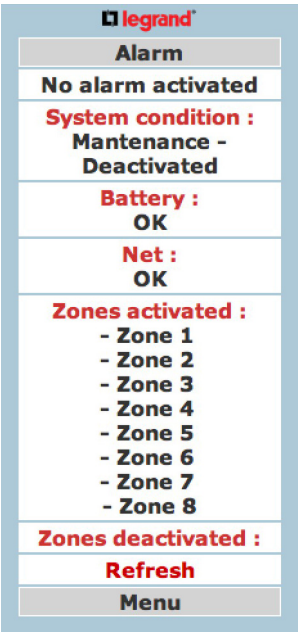 legrand®
Alarm
No alarm activated
System condition :
Mantenance -
Deactivated
Battery :
OK
Net :
OK
Zones activated :
- Zone 1
- Zone 2
- Zone 3
- Zone 4
- Zone 5
- Zone 6
- Zone 7
- Zone 8
Zones deactivated :
Refresh
Menu